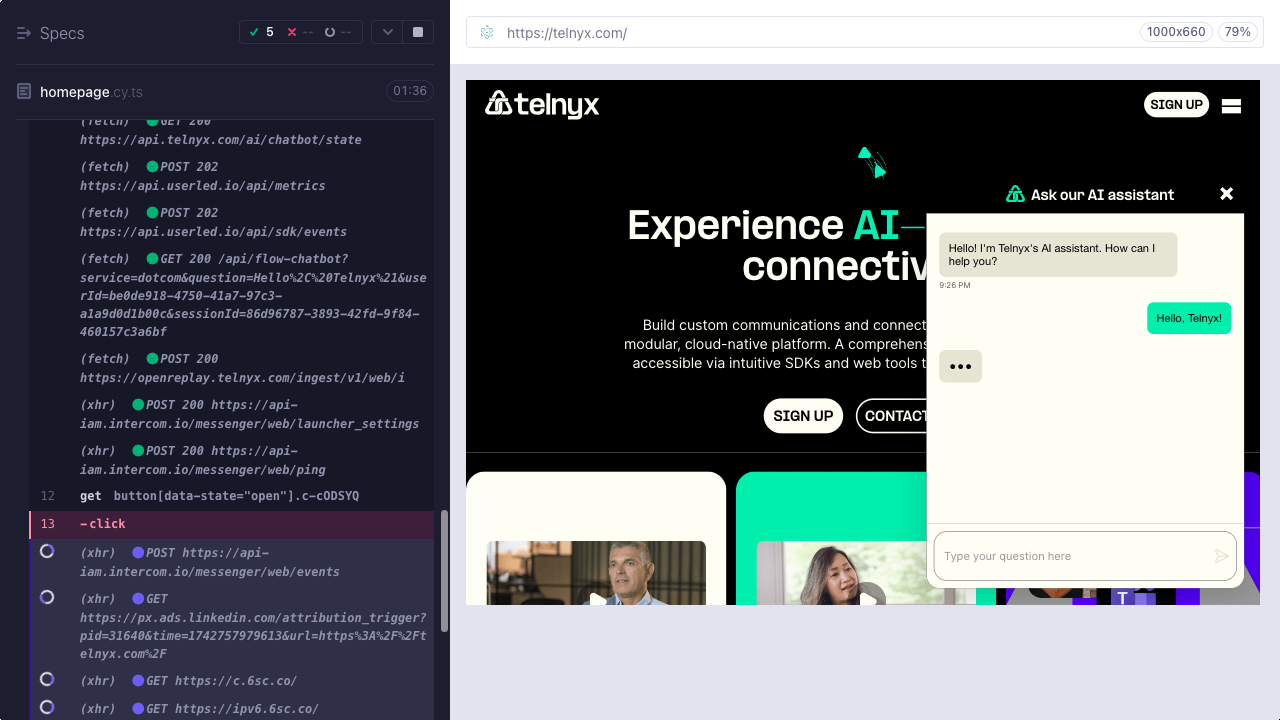 Specs
5
--
--
homepage.cy.ts
01:36
(fetch) GET 200
https://api.telnyx.com/ai/chatbot/state
(fetch) POST 202
https://api.userled.io/api/metrics
(fetch) POST 202
https://api.userled.io/api/sdk/events
(fetch) GET 200 /api/flow-chatbot?
service=dotcom&question=Hello%2C%20Telnyx%21&use
rId=be0de918-4750-41a7-97c3-
a1a9d0d1b00c&sessionId=86d96787-3893-42fd-9f84-
460157c3a6bf
(fetch) POST 200
https://openreplay.telnyx.com/ingest/v1/web/i
(xhr) POST 200 https://api-
iam.intercom.io/messenger/web/launcher_settings
(xhr) POST 200 https://api-
iam.intercom.io/messenger/web/ping
12 get button[data-state="open"].c-cODSYQ
13 -click
(xhr) POST https://api-
iam.intercom.io/messenger/web/events
(xhr) GET
https://px.ads.linkedin.com/attribution_trigger?
pid=31640&time=1742757979613&url=https%3A%2F%2Ft
elnyx.com%2F
(xhr) GET https://c.6sc.co/
(xhr) GET https://ipv6.6sc.co/
https://telnyx.com/
1000x660
79%
telnyx
SIGN UP
Experience AI-
connectiv
Build custom communications and connect
modular, cloud-native platform. A comprehens
accessible via intuitive SDKs and web tools t
SIGN UP
CONTACT
Ask our AI assistant
Hello! I'm Telnyx's AI assistant. How can I
help you?
9:26 PM
Hello, Telnyx!
Type your question here
T